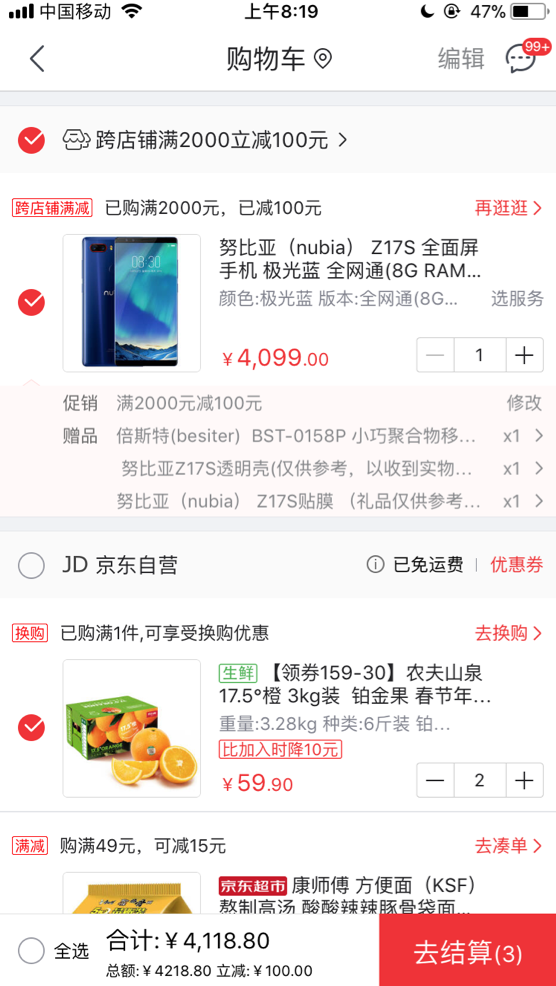 中国移动
上午8:19
47%
购物车
编辑
99+
跨店铺满2000立减100元
跨店铺满减 已购满2000元，已减100元 再逛逛
努比亚（nubia） Z17S 全面屏
手机 极光蓝 全网通(8G RAM...
颜色:极光蓝 版本:全网通(8G... 选服务
¥4,099.00 — 1 +
促销 满2000元减100元 修改
赠品 倍斯特(besiter) BST-0158P 小巧聚合物移... x1
努比亚Z17S透明壳(仅供参考，以收到实物... x1
努比亚（nubia） Z17S贴膜 （礼品仅供参考... x1
JD 京东自营 已免运费 优惠券
换购 已购满1件,可享受换购优惠 去换购
生鲜 【领券159-30】农夫山泉
17.5°橙 3kg装 铂金果 春节年...
重量:3.28kg 种类:6斤装 铂...
比加入时降10元
¥59.90 — 2 +
满减 购满49元，可减15元 去凑单
京东超市 康师傅 方便面（KSF）
熬制高汤 酸酸辣辣豚骨袋面...
全选 合计:¥4,118.80
总额:¥4218.80 立减:¥100.00
去结算(3)